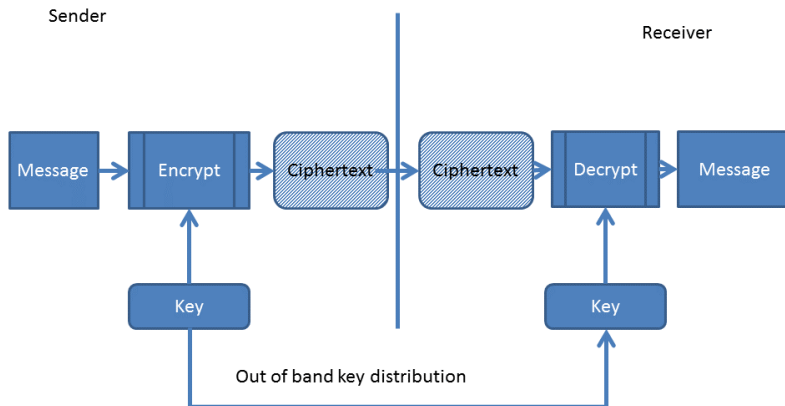 Sender
Receiver
Message
Encrypt
Ciphertext
Ciphertext
Decrypt
Message
Key
Key
Out of band key distribution